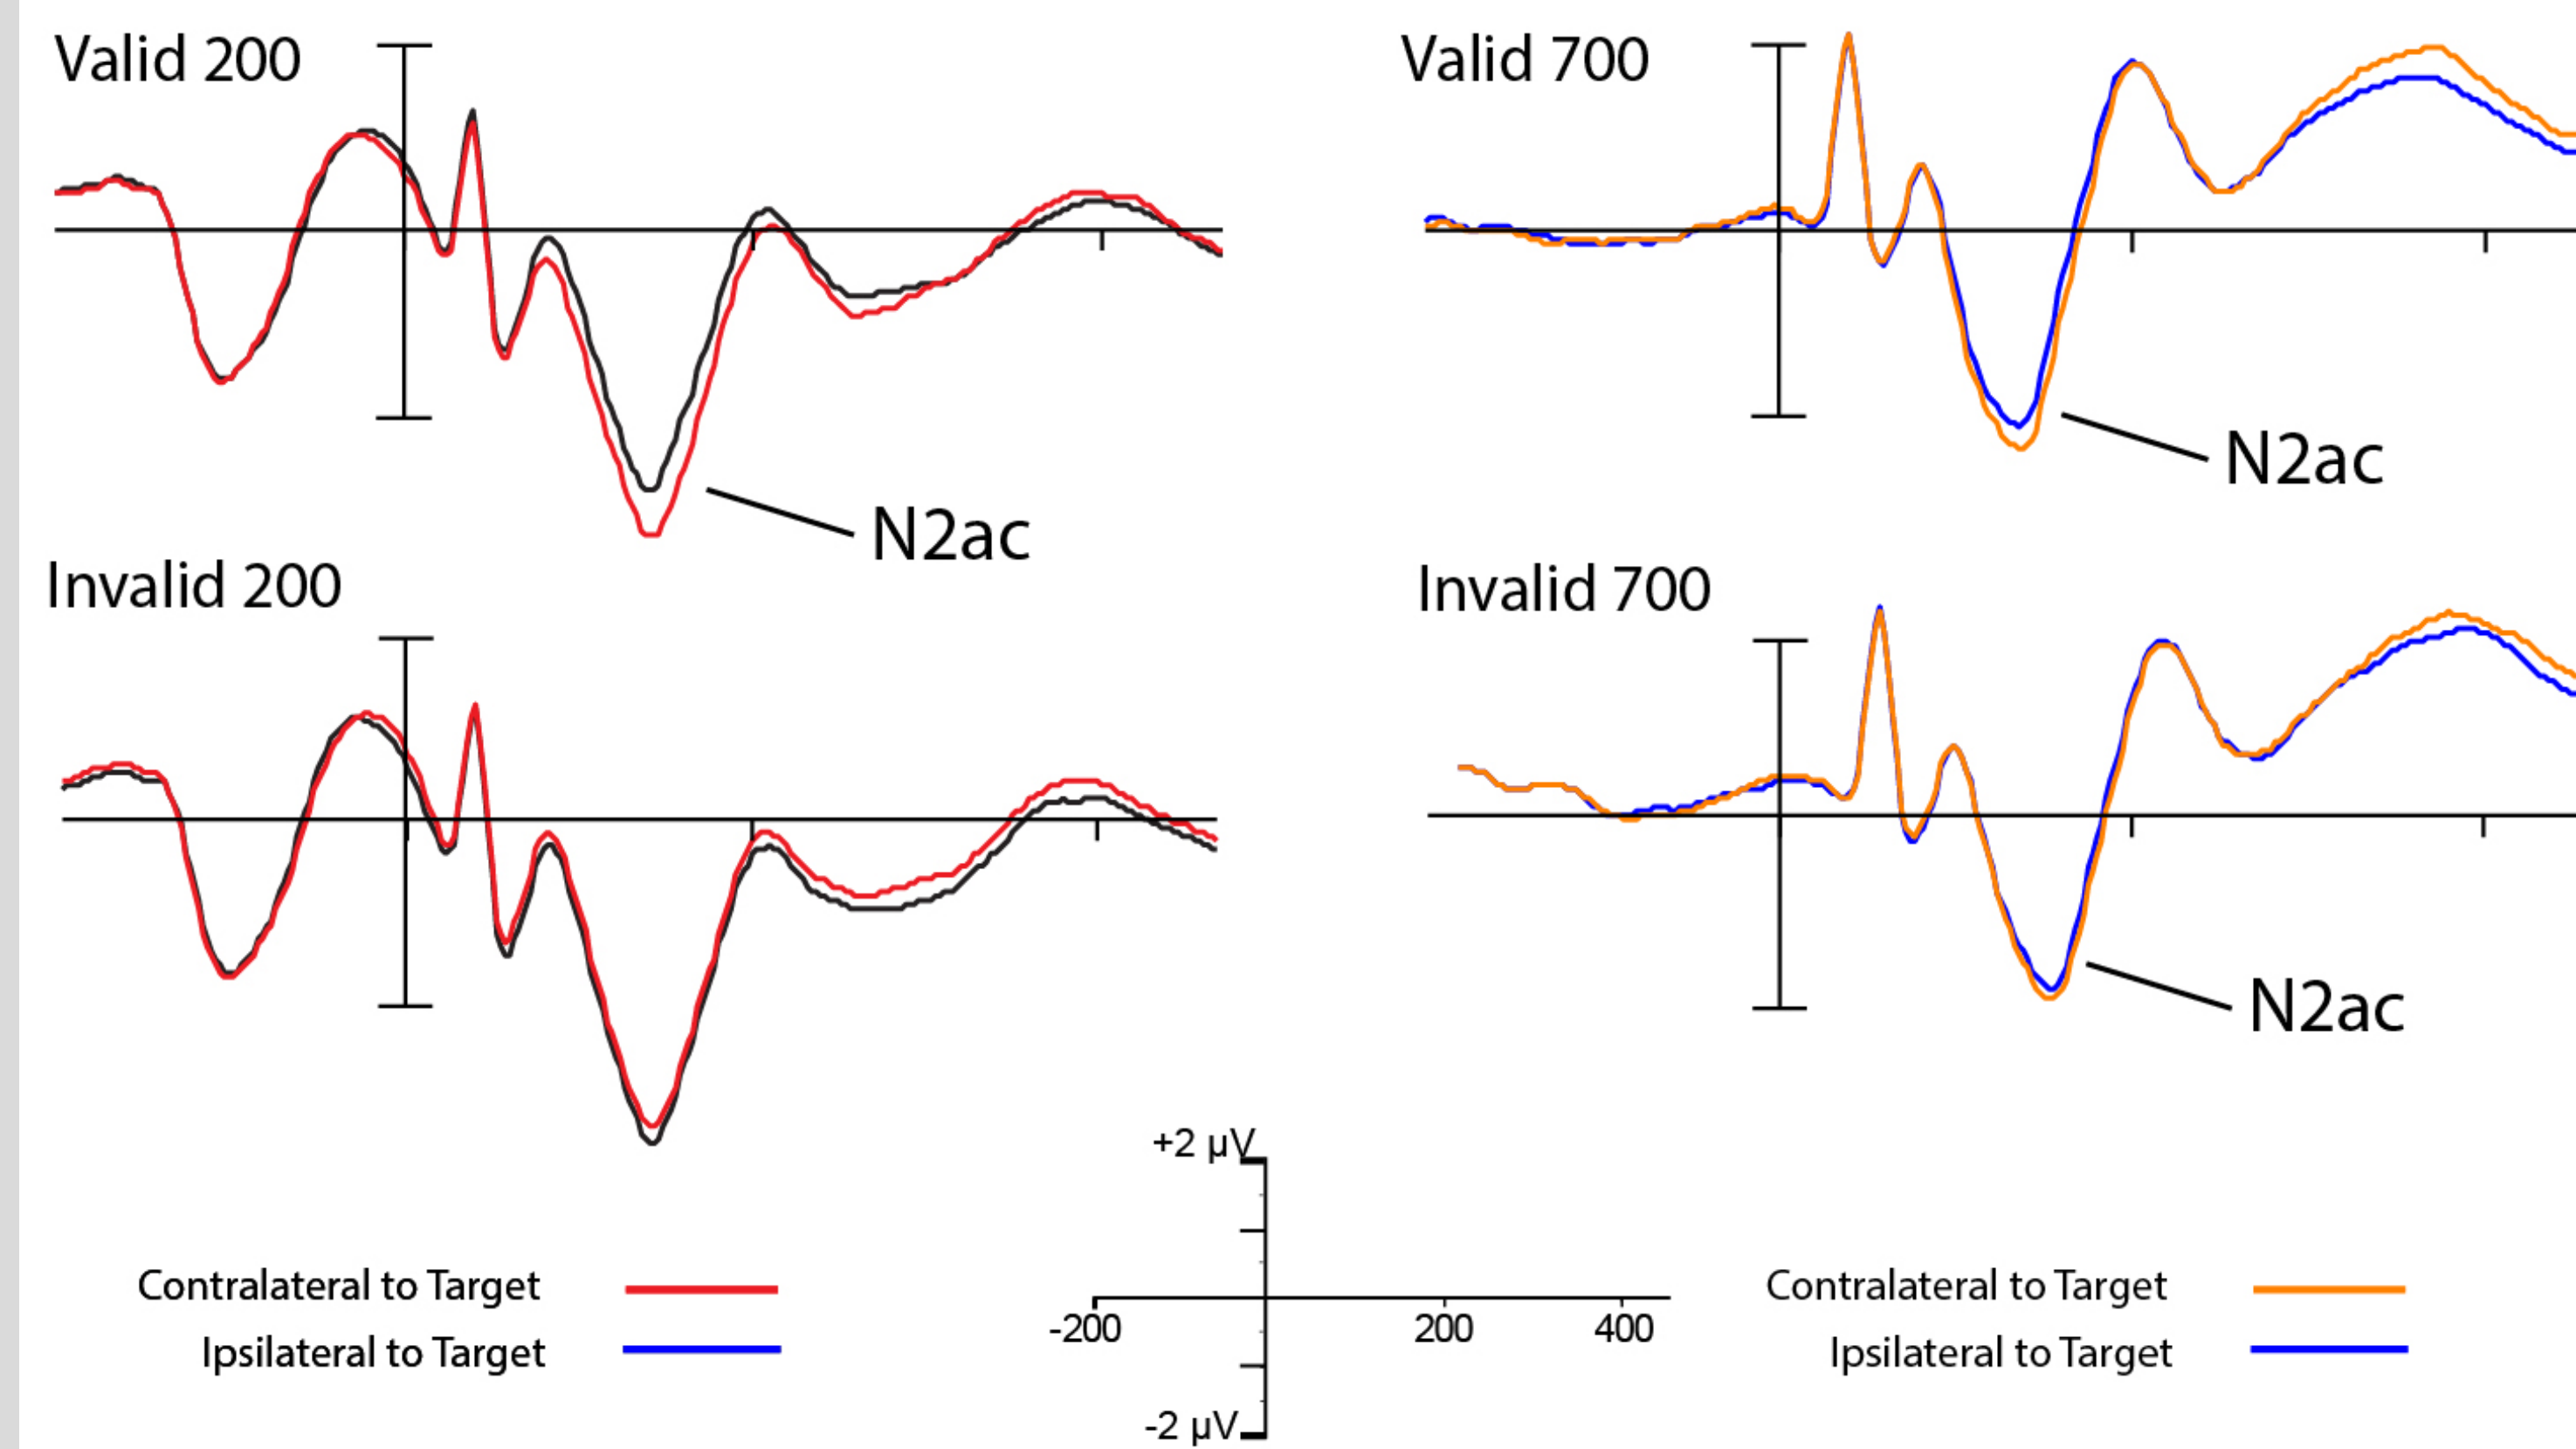 Valid 200
Valid 700
N2ac
N2ac
Invalid 200
Invalid 700
N2ac
+2 µV
Contralateral to Target
Ipsilateral to Target
-200
200
400
-2 µV
Contralateral to Target
Ipsilateral to Target